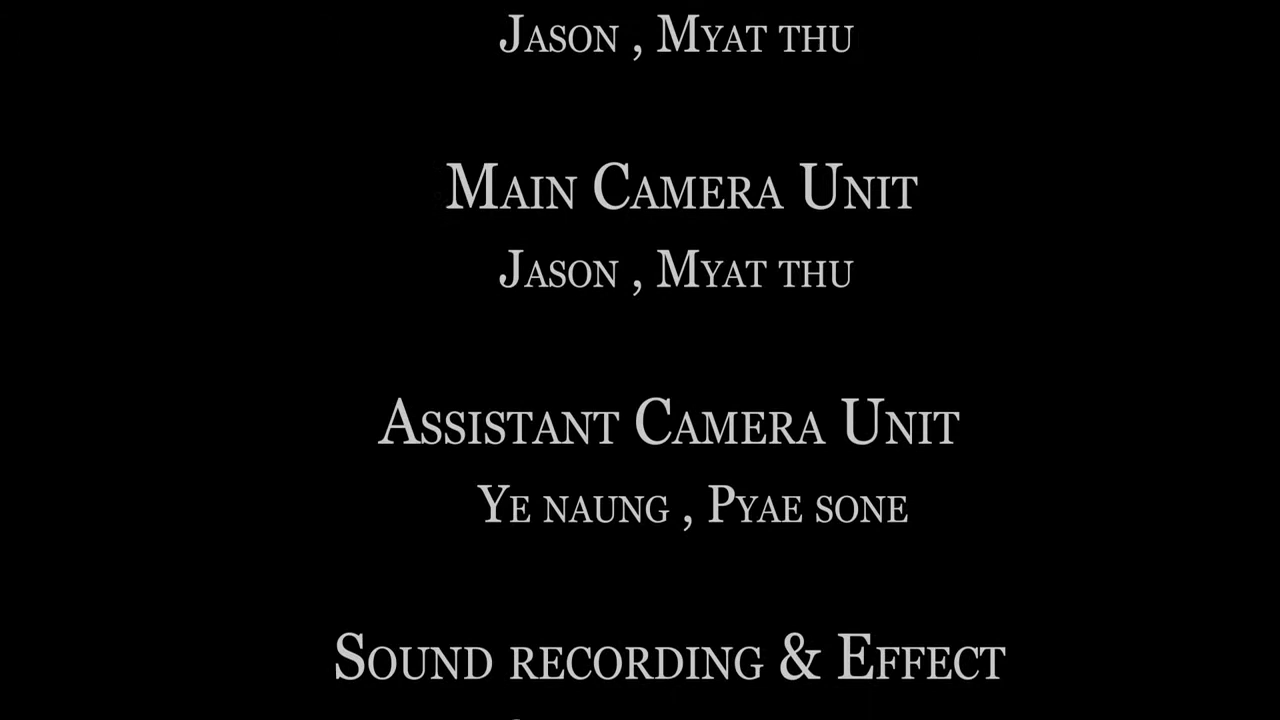 Jason , Myat thu
Main Camera Unit
Jason , Myat thu
Assistant Camera Unit
Ye naung , Pyae sone
Sound recording & Effect